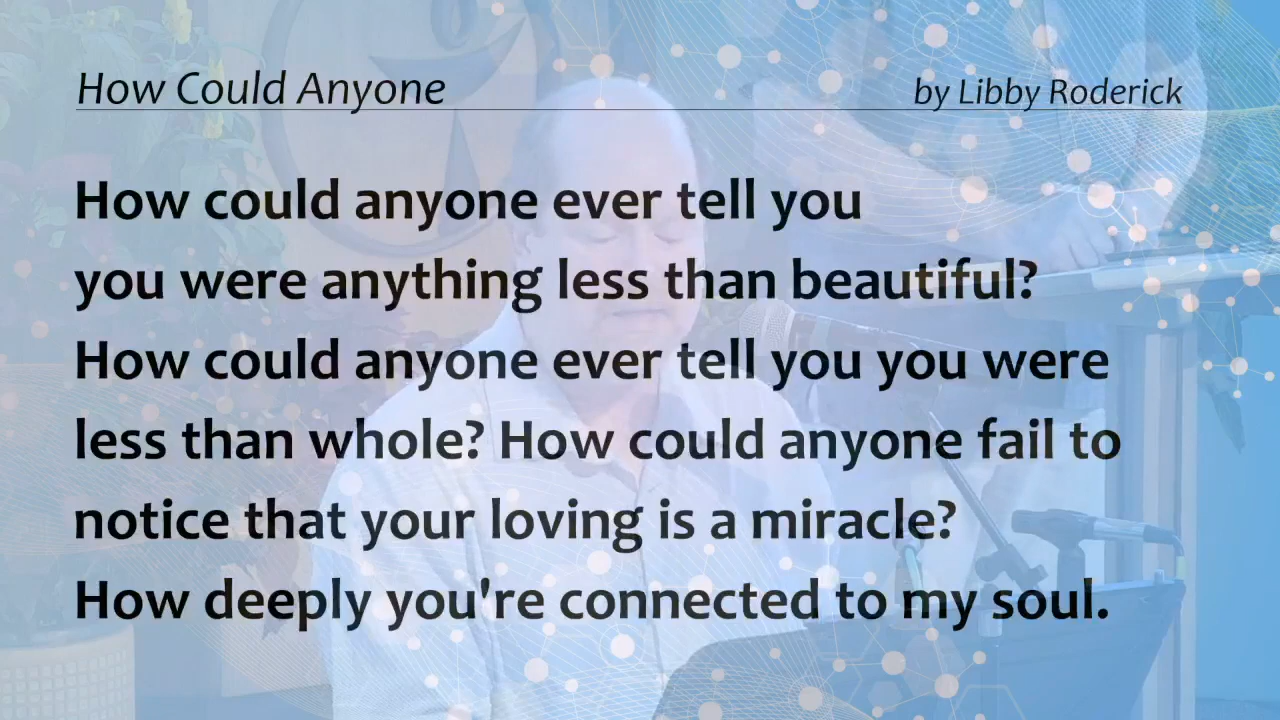 How Could Anyone
by Libby Roderick
How could anyone ever tell you
you were anything less than beautiful?
How could anyone ever tell you you were
less than whole? How could anyone fail to
notice that your loving is a miracle?
How deeply you're connected to my soul.